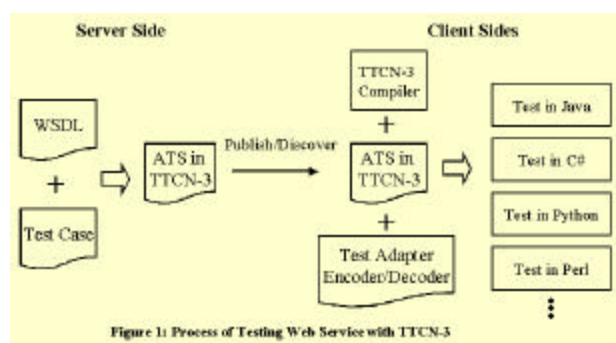 Server Side
Client Sides
WSDL
+
Test Case
ATS in
TTCN-3
Publish/Discover
TTCN-3
Compiler
+
ATS in
TTCN-3
+
Test Adapter
Encoder/Decoder
Test in Java
Test in C#
Test in Python
Test in Perl
Figure 1: Process of Testing Web Service with TTCN-3